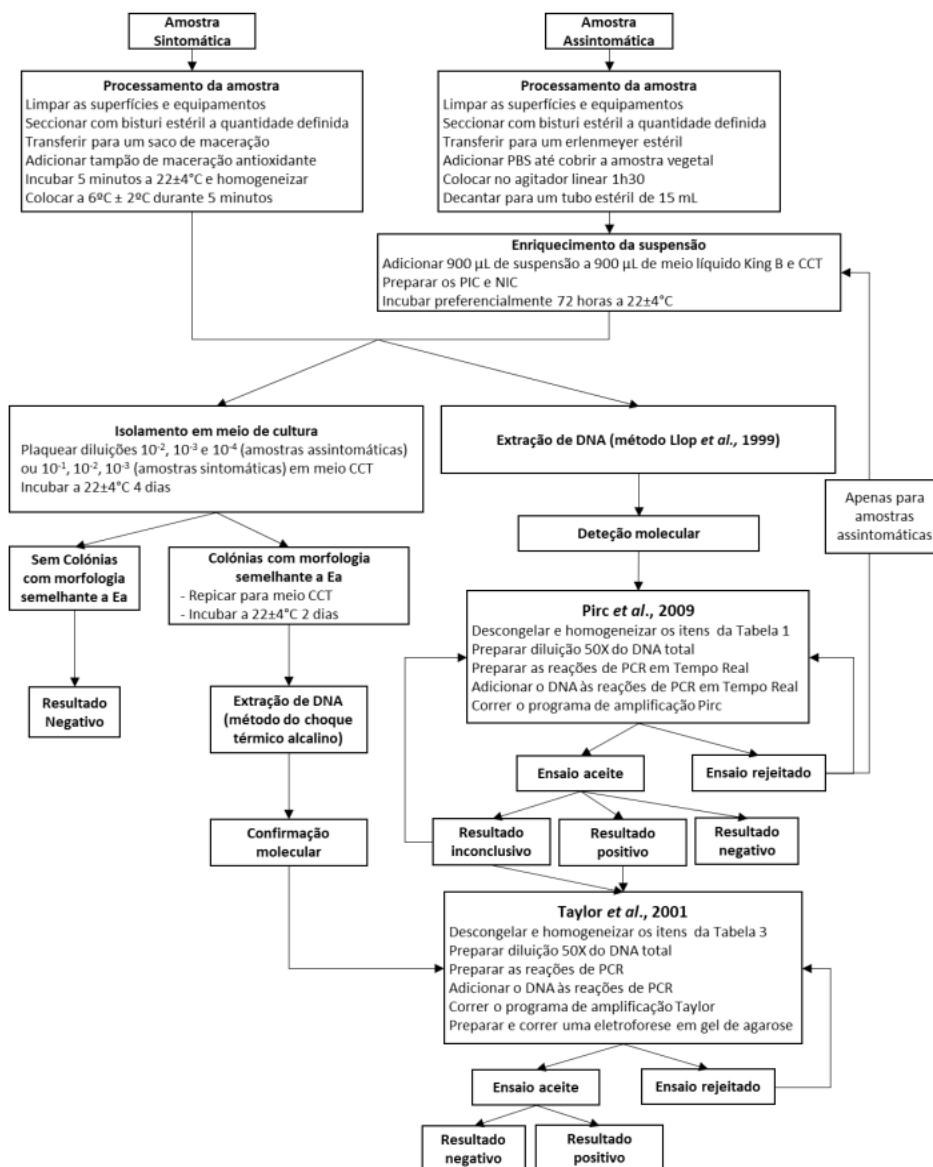 Amostra
Sintomática
Amostra
Assintomática
Processamento da amostra
Limpar as superfícies e equipamentos
Seccionar com bisturi estéril a quantidade definida
Transferir para um saco de maceração
Adicionar tampão de maceração antioxidante
Incubar 5 minutos a 22±4°C e homogeneizar
Colocar a 6ºC ± 2ºC durante 5 minutos
Processamento da amostra
Limpar as superfícies e equipamentos
Seccionar com bisturi estéril a quantidade definida
Transferir para um erlenmeyer estéril
Adicionar PBS até cobrir a amostra vegetal
Colocar no agitador linear 1h30
Decantar para um tubo estéril de 15 mL
Enriquecimento da suspensão
Adicionar 900 µL de suspensão a 900 µL de meio líquido King B e CCT
Preparar os PIC e NIC
Incubar preferencialmente 72 horas a 22±4°C
Isolamento em meio de cultura
Plaquear diluições 10⁻², 10⁻³ e 10⁻⁴ (amostras assintomáticas)
ou 10⁻¹, 10⁻², 10⁻³ (amostras sintomáticas) em meio CCT
Incubar a 22±4°C 4 dias
Extração de DNA (método Llop et al., 1999)
Apenas para
amostras
assintomáticas
Deteção molecular
Sem Colónias
com morfologia
semelhante a Ea
Colónias com morfologia
semelhante a Ea
- Repicar para meio CCT
- Incubar a 22±4°C 2 dias
Pirc et al., 2009
Descongelar e homogeneizar os itens da Tabela 1
Preparar diluição 50X do DNA total
Preparar as reações de PCR em Tempo Real
Adicionar o DNA às reações de PCR em Tempo Real
Correr o programa de amplificação Pirc
Resultado
Negativo
Extração de DNA
(método do choque
térmico alcalino)
Ensaio aceite
Ensaio rejeitado
Confirmação
molecular
Resultado
inconclusivo
Resultado
positivo
Resultado
negativo
Taylor et al., 2001
Descongelar e homogeneizar os itens da Tabela 3
Preparar diluição 50X do DNA total
Preparar as reações de PCR
Adicionar o DNA às reações de PCR
Correr o programa de amplificação Taylor
Preparar e correr uma eletroforese em gel de agarose
Ensaio aceite
Ensaio rejeitado
Resultado
negativo
Resultado
positivo